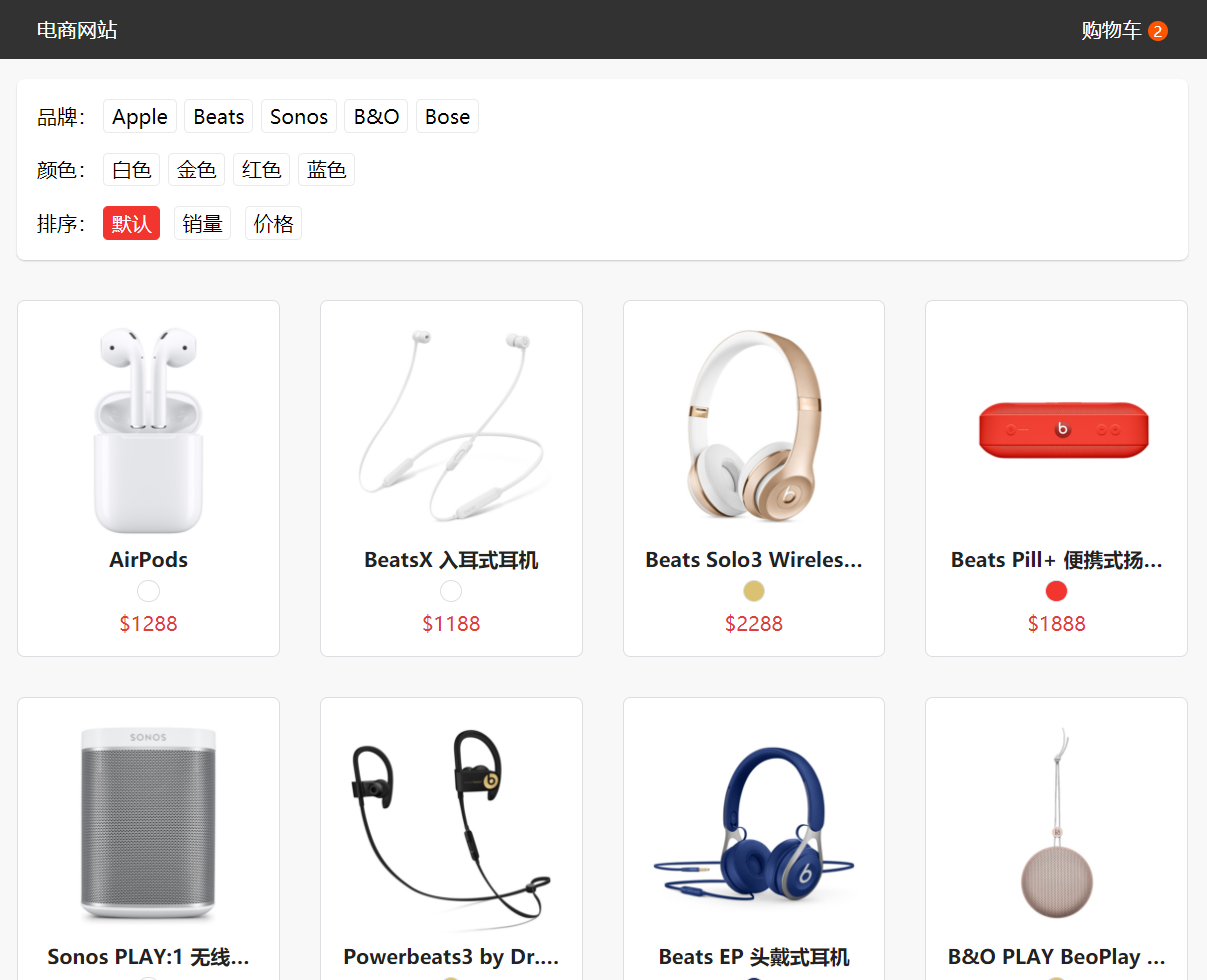 电商网站 购物车 2
品牌： Apple Beats Sonos B&O Bose
颜色： 白色 金色 红色 蓝色
排序： 默认 销量 价格
AirPods
$1288
BeatsX 入耳式耳机
$1188
Beats Solo3 Wireles...
$2288
b
Beats Pill+ 便携式扬...
$1888
SONOS
Sonos PLAY:1 无线...
Powerbeats3 by Dr....
Beats EP 头戴式耳机
B&O PLAY BeoPlay ...